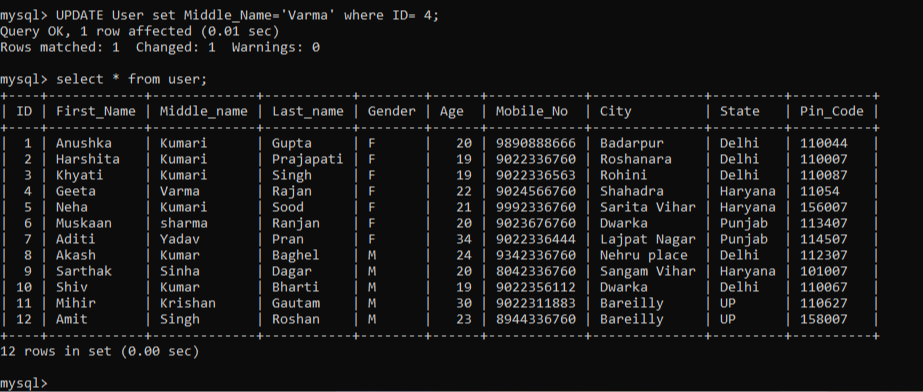 mysql> UPDATE User set Middle_Name='Varma' where ID= 4;
Query OK, 1 row affected (0.01 sec)
Rows matched: 1  Changed: 1  Warnings: 0
mysql> select * from user;
+----+------------+-------------+-----------+--------+------+------------+--------------+---------+----------+
| ID | First_Name | Middle_name | Last_name | Gender | Age  | Mobile_No  | City         | State   | Pin_Code |
+----+------------+-------------+-----------+--------+------+------------+--------------+---------+----------+
|  1 | Anushka    | Kumari      | Gupta     | F      |   20 | 9890888666 | Badarpur     | Delhi   | 110044   |
|  2 | Harshita   | Kumari      | Prajapati | F      |   19 | 9022336760 | Roshanara    | Delhi   | 110007   |
|  3 | Khyati     | Kumari      | Singh     | F      |   19 | 9022336563 | Rohini       | Delhi   | 110087   |
|  4 | Geeta      | Varma       | Rajan     | F      |   22 | 9024566760 | Shahadra     | Haryana | 11054    |
|  5 | Neha       | Kumari      | Sood      | F      |   21 | 9992336760 | Sarita Vihar | Haryana | 156007   |
|  6 | Muskaan    | sharma      | Ranjan    | F      |   20 | 9023676760 | Dwarka       | Punjab  | 113407   |
|  7 | Aditi      | Yadav       | Pran      | F      |   34 | 9022336444 | Lajpat Nagar | Punjab  | 114507   |
|  8 | Akash      | Kumar       | Baghel    | M      |   24 | 9342336760 | Nehru place  | Delhi   | 112307   |
|  9 | Sarthak    | Sinha       | Dagar     | M      |   20 | 8042336760 | Sangam Vihar | Haryana | 101007   |
| 10 | Shiv       | Kumar       | Bharti    | M      |   19 | 9022356112 | Dwarka       | Delhi   | 110067   |
| 11 | Mihir      | Krishan     | Gautam    | M      |   30 | 9022311883 | Bareilly     | UP      | 110627   |
| 12 | Amit       | Singh       | Roshan    | M      |   23 | 8944336760 | Bareilly     | UP      | 158007   |
+----+------------+-------------+-----------+--------+------+------------+--------------+---------+----------+
12 rows in set (0.00 sec)
mysql>